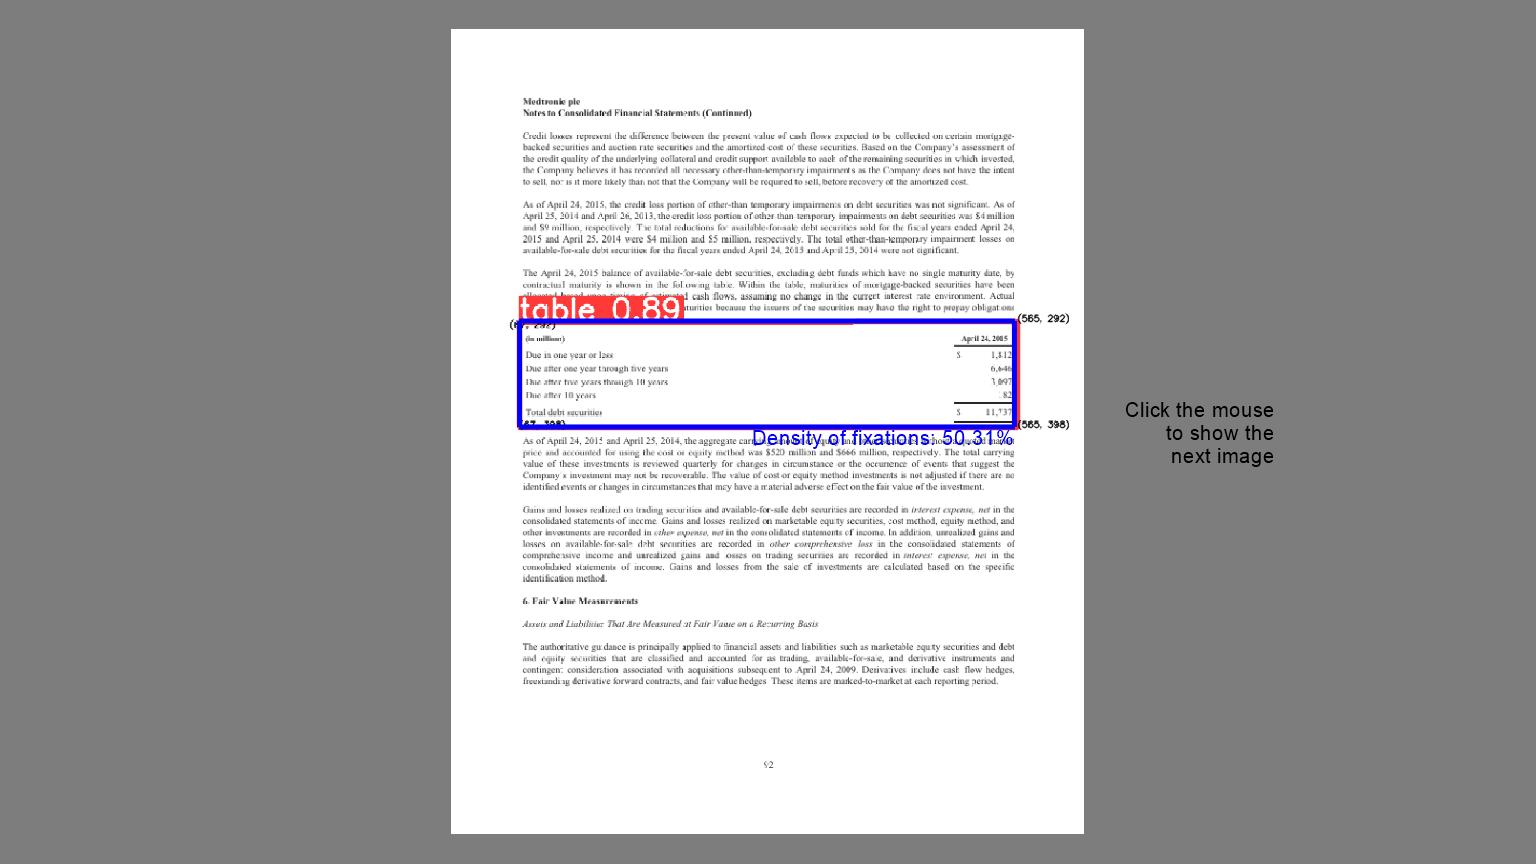 Medtronic plc
Notes to Consolidated Financial Statements (Continued)
Credit losses represent the difference between the present value of cash flows expected to be collected on certain mortgage-
backed securities and auction rate securities and the amortized cost of these securities. Based on the Company's assessment of
the credit quality of the underlying collateral and credit support available to each of the remaining securities in which invested,
the Company believes it has recorded all necessary other-than-temporary impairments as the Company does not have the intent
to sell, nor is it more likely than not that the Company will be required to sell, before recovery of the amortized cost.
As of April 24, 2015, the credit loss portion of other-than-temporary impairments on debt securities was not significant. As of
April 25, 2014 and April 26, 2013, the credit loss portion of other-than-temporary impairments on debt securities was $4 million
and $9 million, respectively. The total reductions for available-for-sale debt securities sold for the fiscal years ended April 24,
2015 and April 25, 2014 were $4 million and $5 million, respectively. The total other-than-temporary impairment losses on
available-for-sale debt securities for the fiscal years ended April 24, 2015 and April 25, 2014 were not significant.
The April 24, 2015 balance of available-for-sale debt securities, excluding debt funds which have no single maturity date, by
contractual maturity is shown in the following table. Within the table, maturities of mortgage-backed securities have been
cash flows, assuming no change in the current interest rate environment. Actual
table 0.89
maturities because the issuers of the securities may have the right to prepay obligations
(565, 292)
(in millions) April 24, 2015
Due in one year or less $ 1,812
Due after one year through five years 6,646
Due after five years through 10 years 3,097
Due after 10 years 182
Total debt securities $ 11,737
(565, 398)
Density of fixations: 50.31%
As of April 24, 2015 and April 25, 2014, the aggregate carrying amount of equity and
price and accounted for using the cost or equity method was $520 million and $666 million, respectively. The total carrying
value of these investments is reviewed quarterly for changes in circumstance or the occurrence of events that suggest the
Company's investment may not be recoverable. The value of cost or equity method investments is not adjusted if there are no
identified events or changes in circumstances that may have a material adverse effect on the fair value of the investment.
Gains and losses realized on trading securities and available-for-sale debt securities are recorded in interest expense, net in the
consolidated statements of income. Gains and losses realized on marketable equity securities, cost method, equity method, and
other investments are recorded in other expense, net in the consolidated statements of income. In addition, unrealized gains and
losses on available-for-sale debt securities are recorded in other comprehensive loss in the consolidated statements of
comprehensive income and unrealized gains and losses on trading securities are recorded in interest expense, net in the
consolidated statements of income. Gains and losses from the sale of investments are calculated based on the specific
identification method.
6. Fair Value Measurements
Assets and Liabilities That Are Measured at Fair Value on a Recurring Basis
The authoritative guidance is principally applied to financial assets and liabilities such as marketable equity securities and debt
and equity securities that are classified and accounted for as trading, available-for-sale, and derivative instruments and
contingent consideration associated with acquisitions subsequent to April 24, 2009. Derivatives include cash flow hedges,
freestanding derivative forward contracts, and fair value hedges. These items are marked-to-market at each reporting period.
92
Click the mouse
to show the
next image